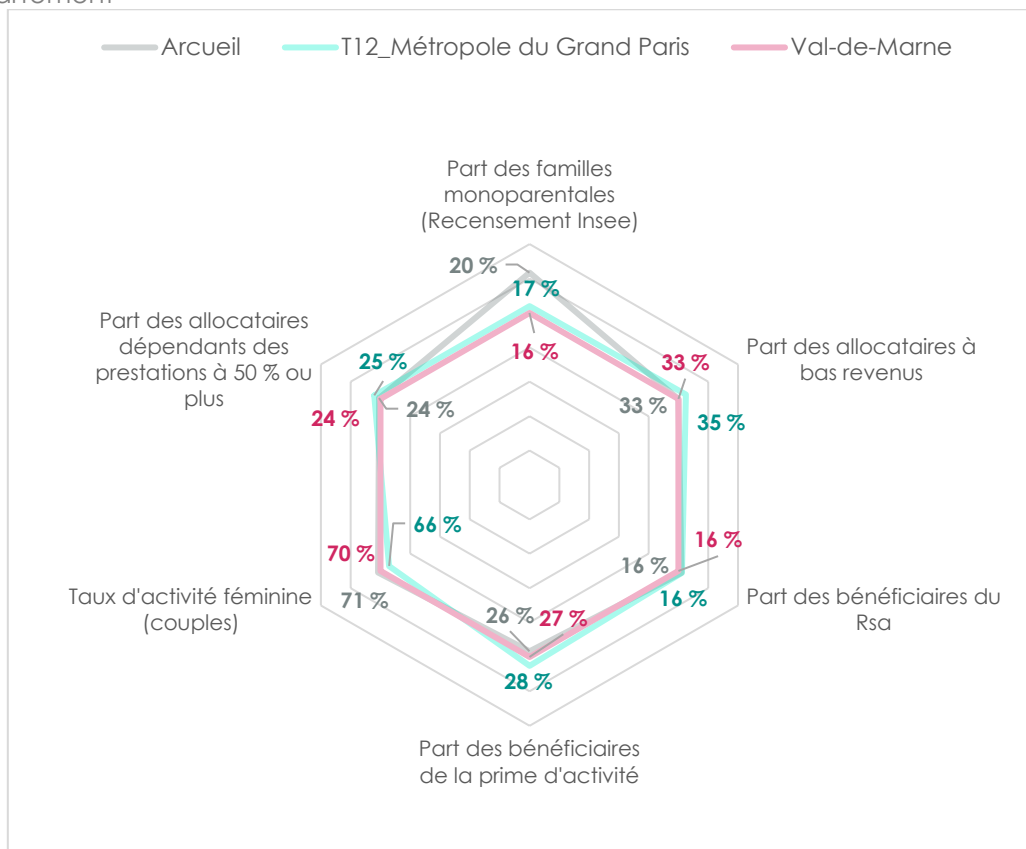 Arcueil
T12_Métropole du Grand Paris
Val-de-Marne
Part des familles
monoparentales
(Recensement Insee)
20 %
17 %
16 %
Part des allocataires
dépendants des
prestations à 50 % ou
plus
25 %
24 %
24 %
Part des allocataires à
bas revenus
33 %
33 %
35 %
66 %
70 %
71 %
Taux d'activité féminine
(couples)
16 %
16 %
16 %
Part des bénéficiaires du
Rsa
26 %
27 %
28 %
Part des bénéficiaires
de la prime d'activité